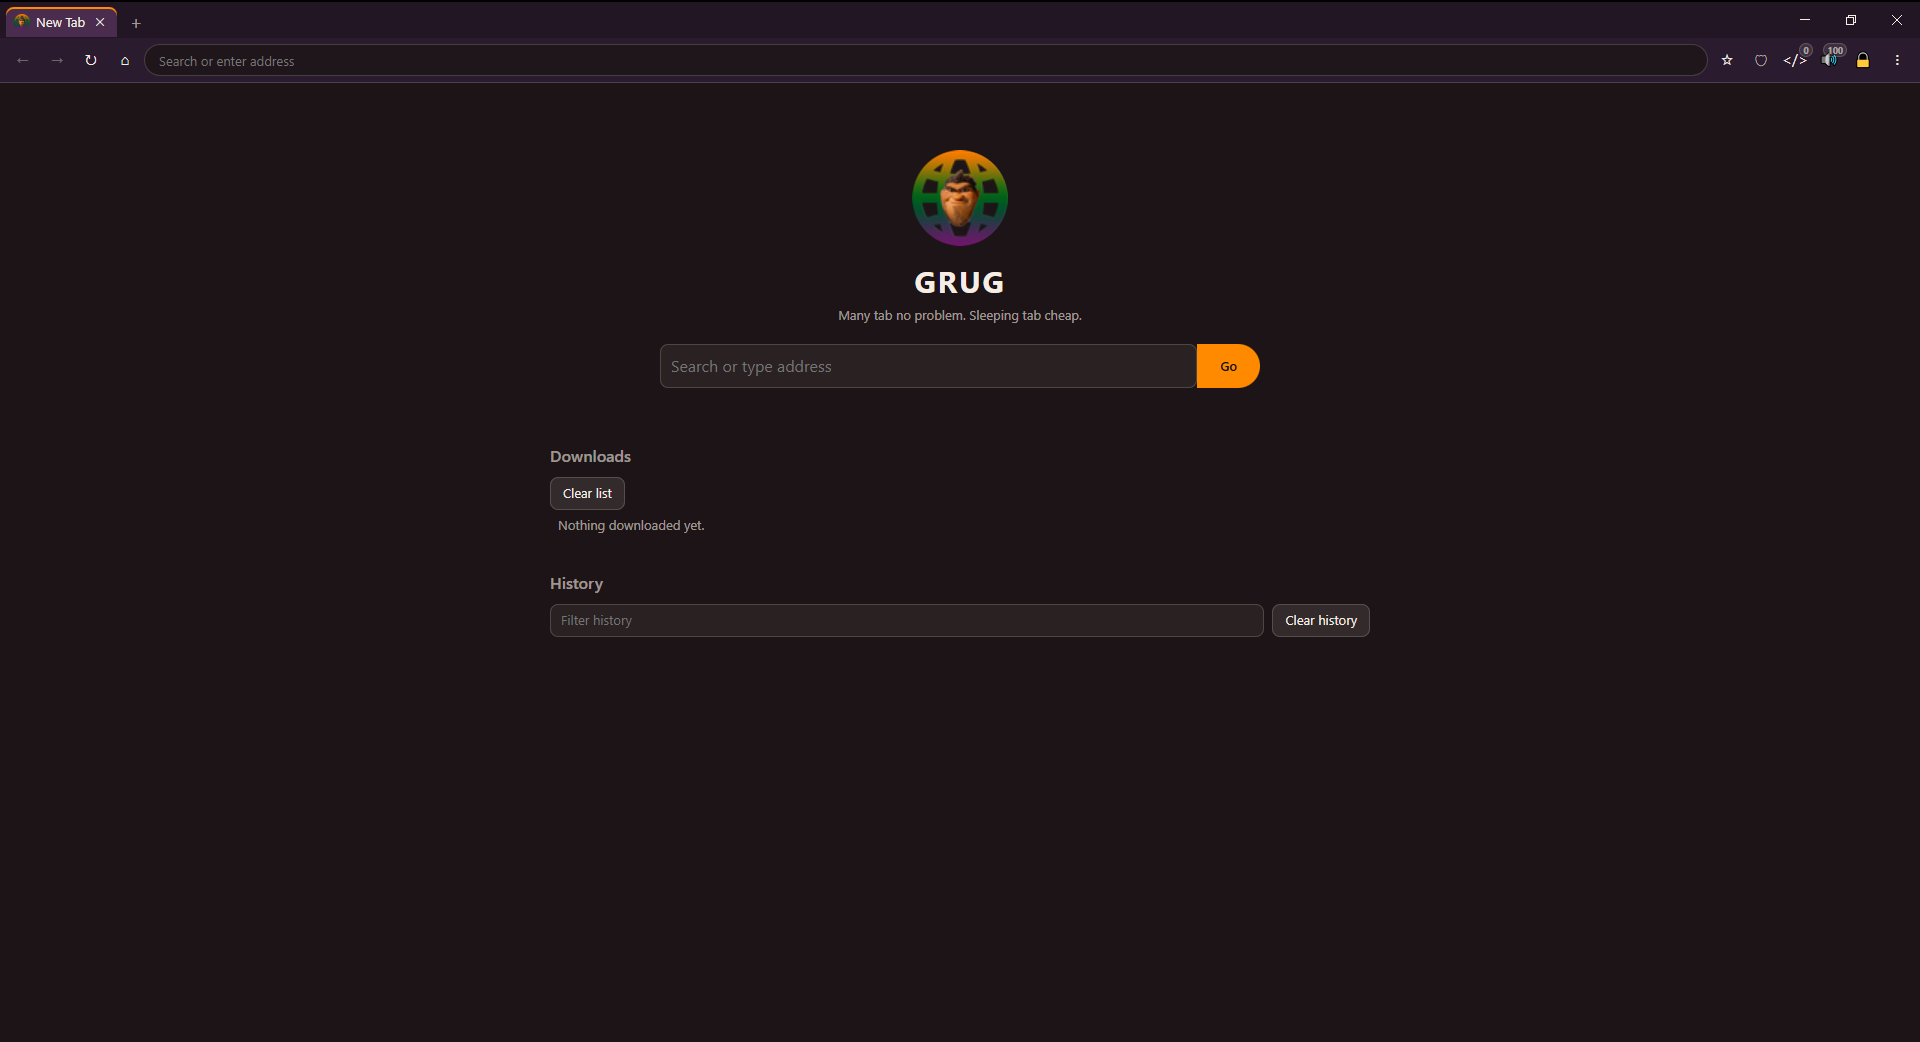 New Tab
Search or enter address
</>
0
100
GRUG
Many tab no problem. Sleeping tab cheap.
Search or type address
Go
Downloads
Clear list
Nothing downloaded yet.
History
Filter history
Clear history